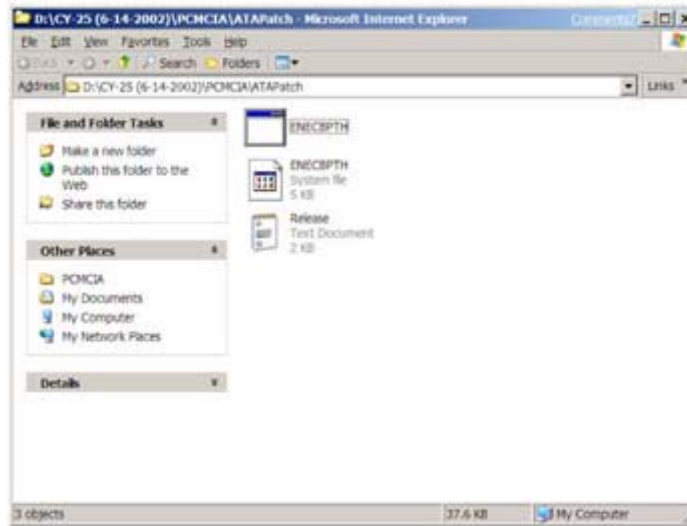 D:\CY-25 (6-14-2002)\PCMCIA\ATAPatch - Microsoft Internet Explorer
File Edit View Favorites Tools Help
Search Folders
Address D:\CY-25 (6-14-2002)\PCMCIA\ATAPatch Links
File and Folder Tasks
Make a new folder
Publish this folder to the
Web
Share this folder
Other Places
PCMCIA
My Documents
My Computer
My Network Places
Details
ENECBPTH
ENECBPTH
System file
5 KB
Release
Text Document
2 KB
3 objects 37.6 KB My Computer